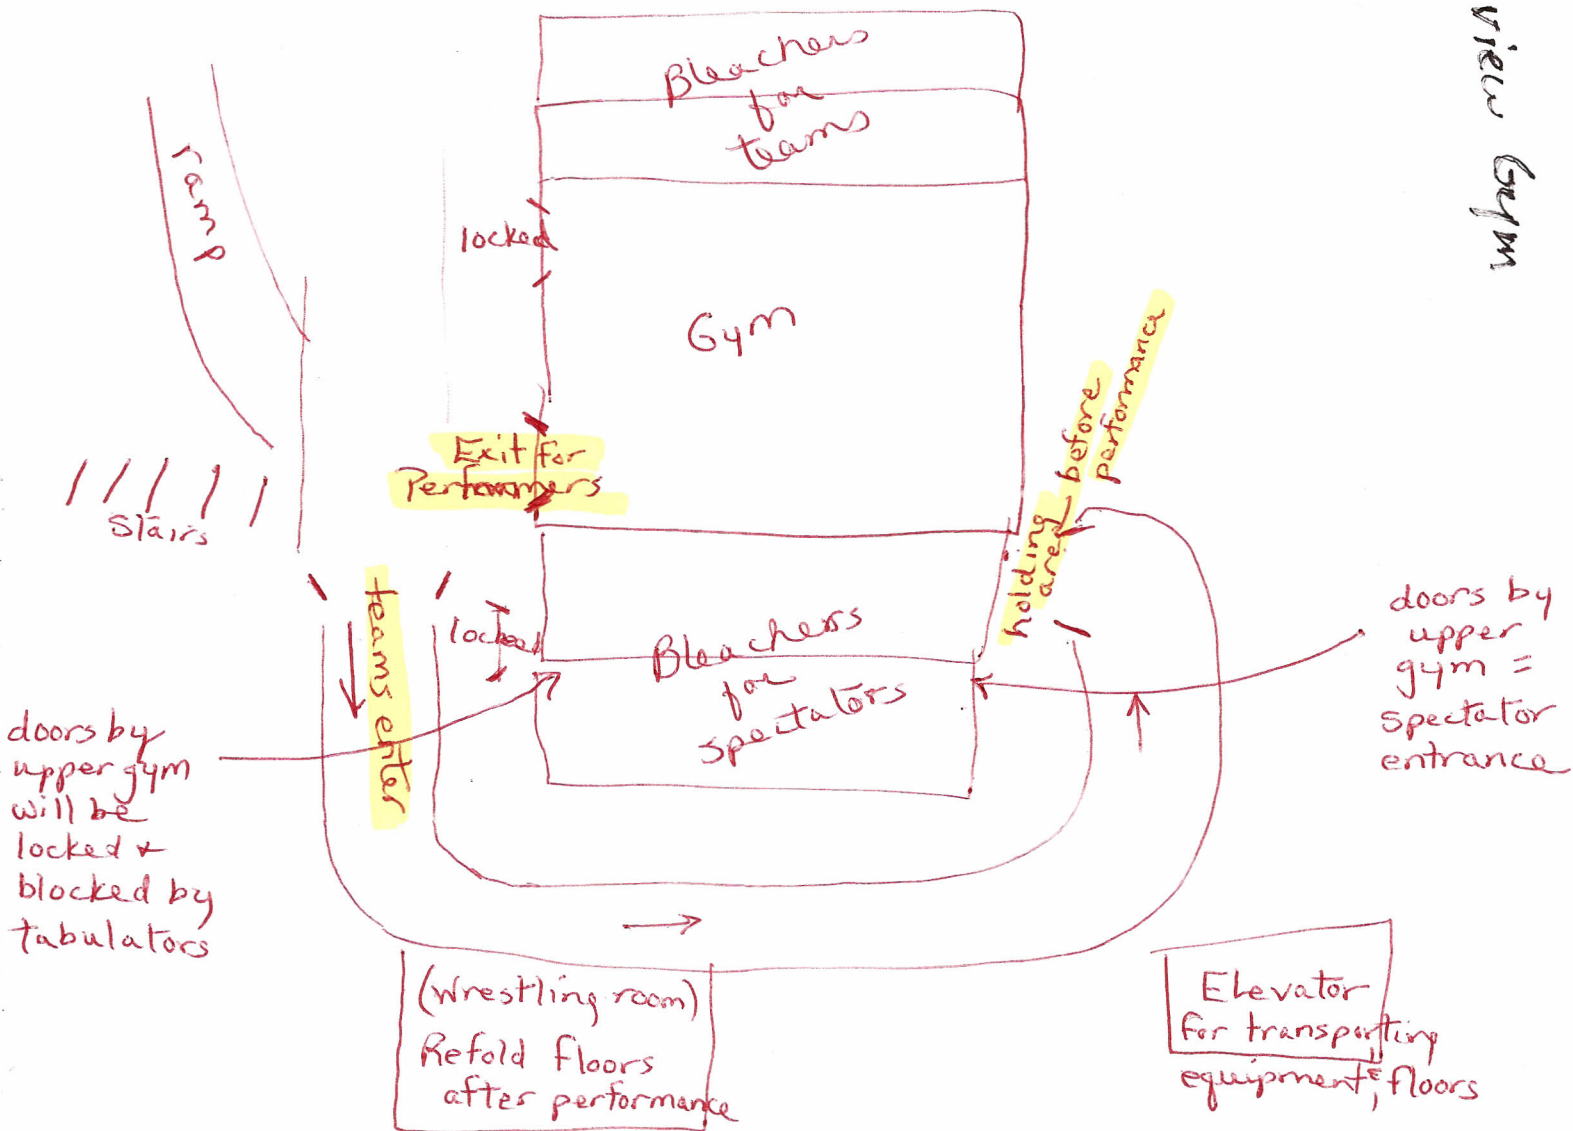 view Gym
Bleachers
for
teams
ramp
locked
Gym
Exit for
Performers
Stairs
holding
area
before
performance
teams enter
locked
Bleachers
for
spectators
doors by
upper
gym =
spectator
entrance
doors by
upper gym
will be
locked &
blocked by
tabulators
(Wrestling room)
Refold floors
after performance
Elevator
for transporting
equipment & floors